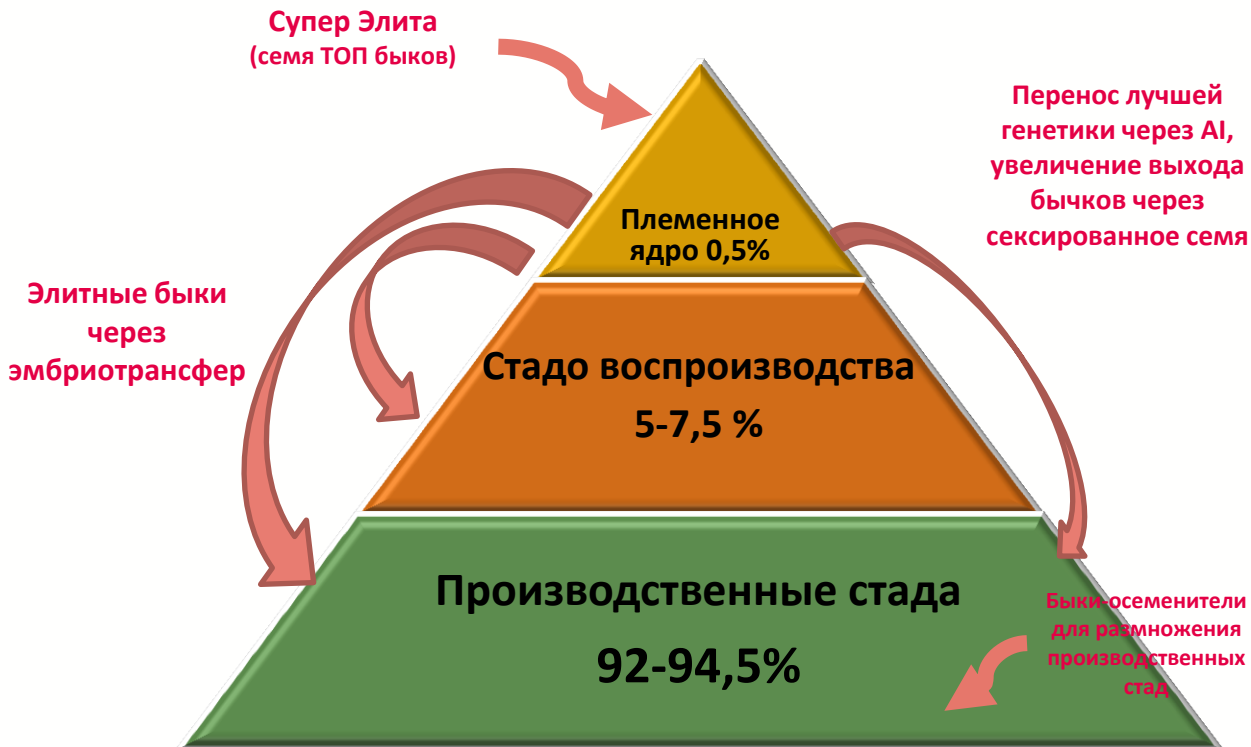 Супер Элита
(семя ТОП быков)
Перенос лучшей
генетики через AI,
увеличение выхода
бычков через
сексированное семя
Племенное
ядро 0,5%
Элитные быки
через
эмбриотрансфер
Стадо воспроизводства
5-7,5 %
Производственные стада
92-94,5%
Быки-осеменители
для размножения
производственных
стад